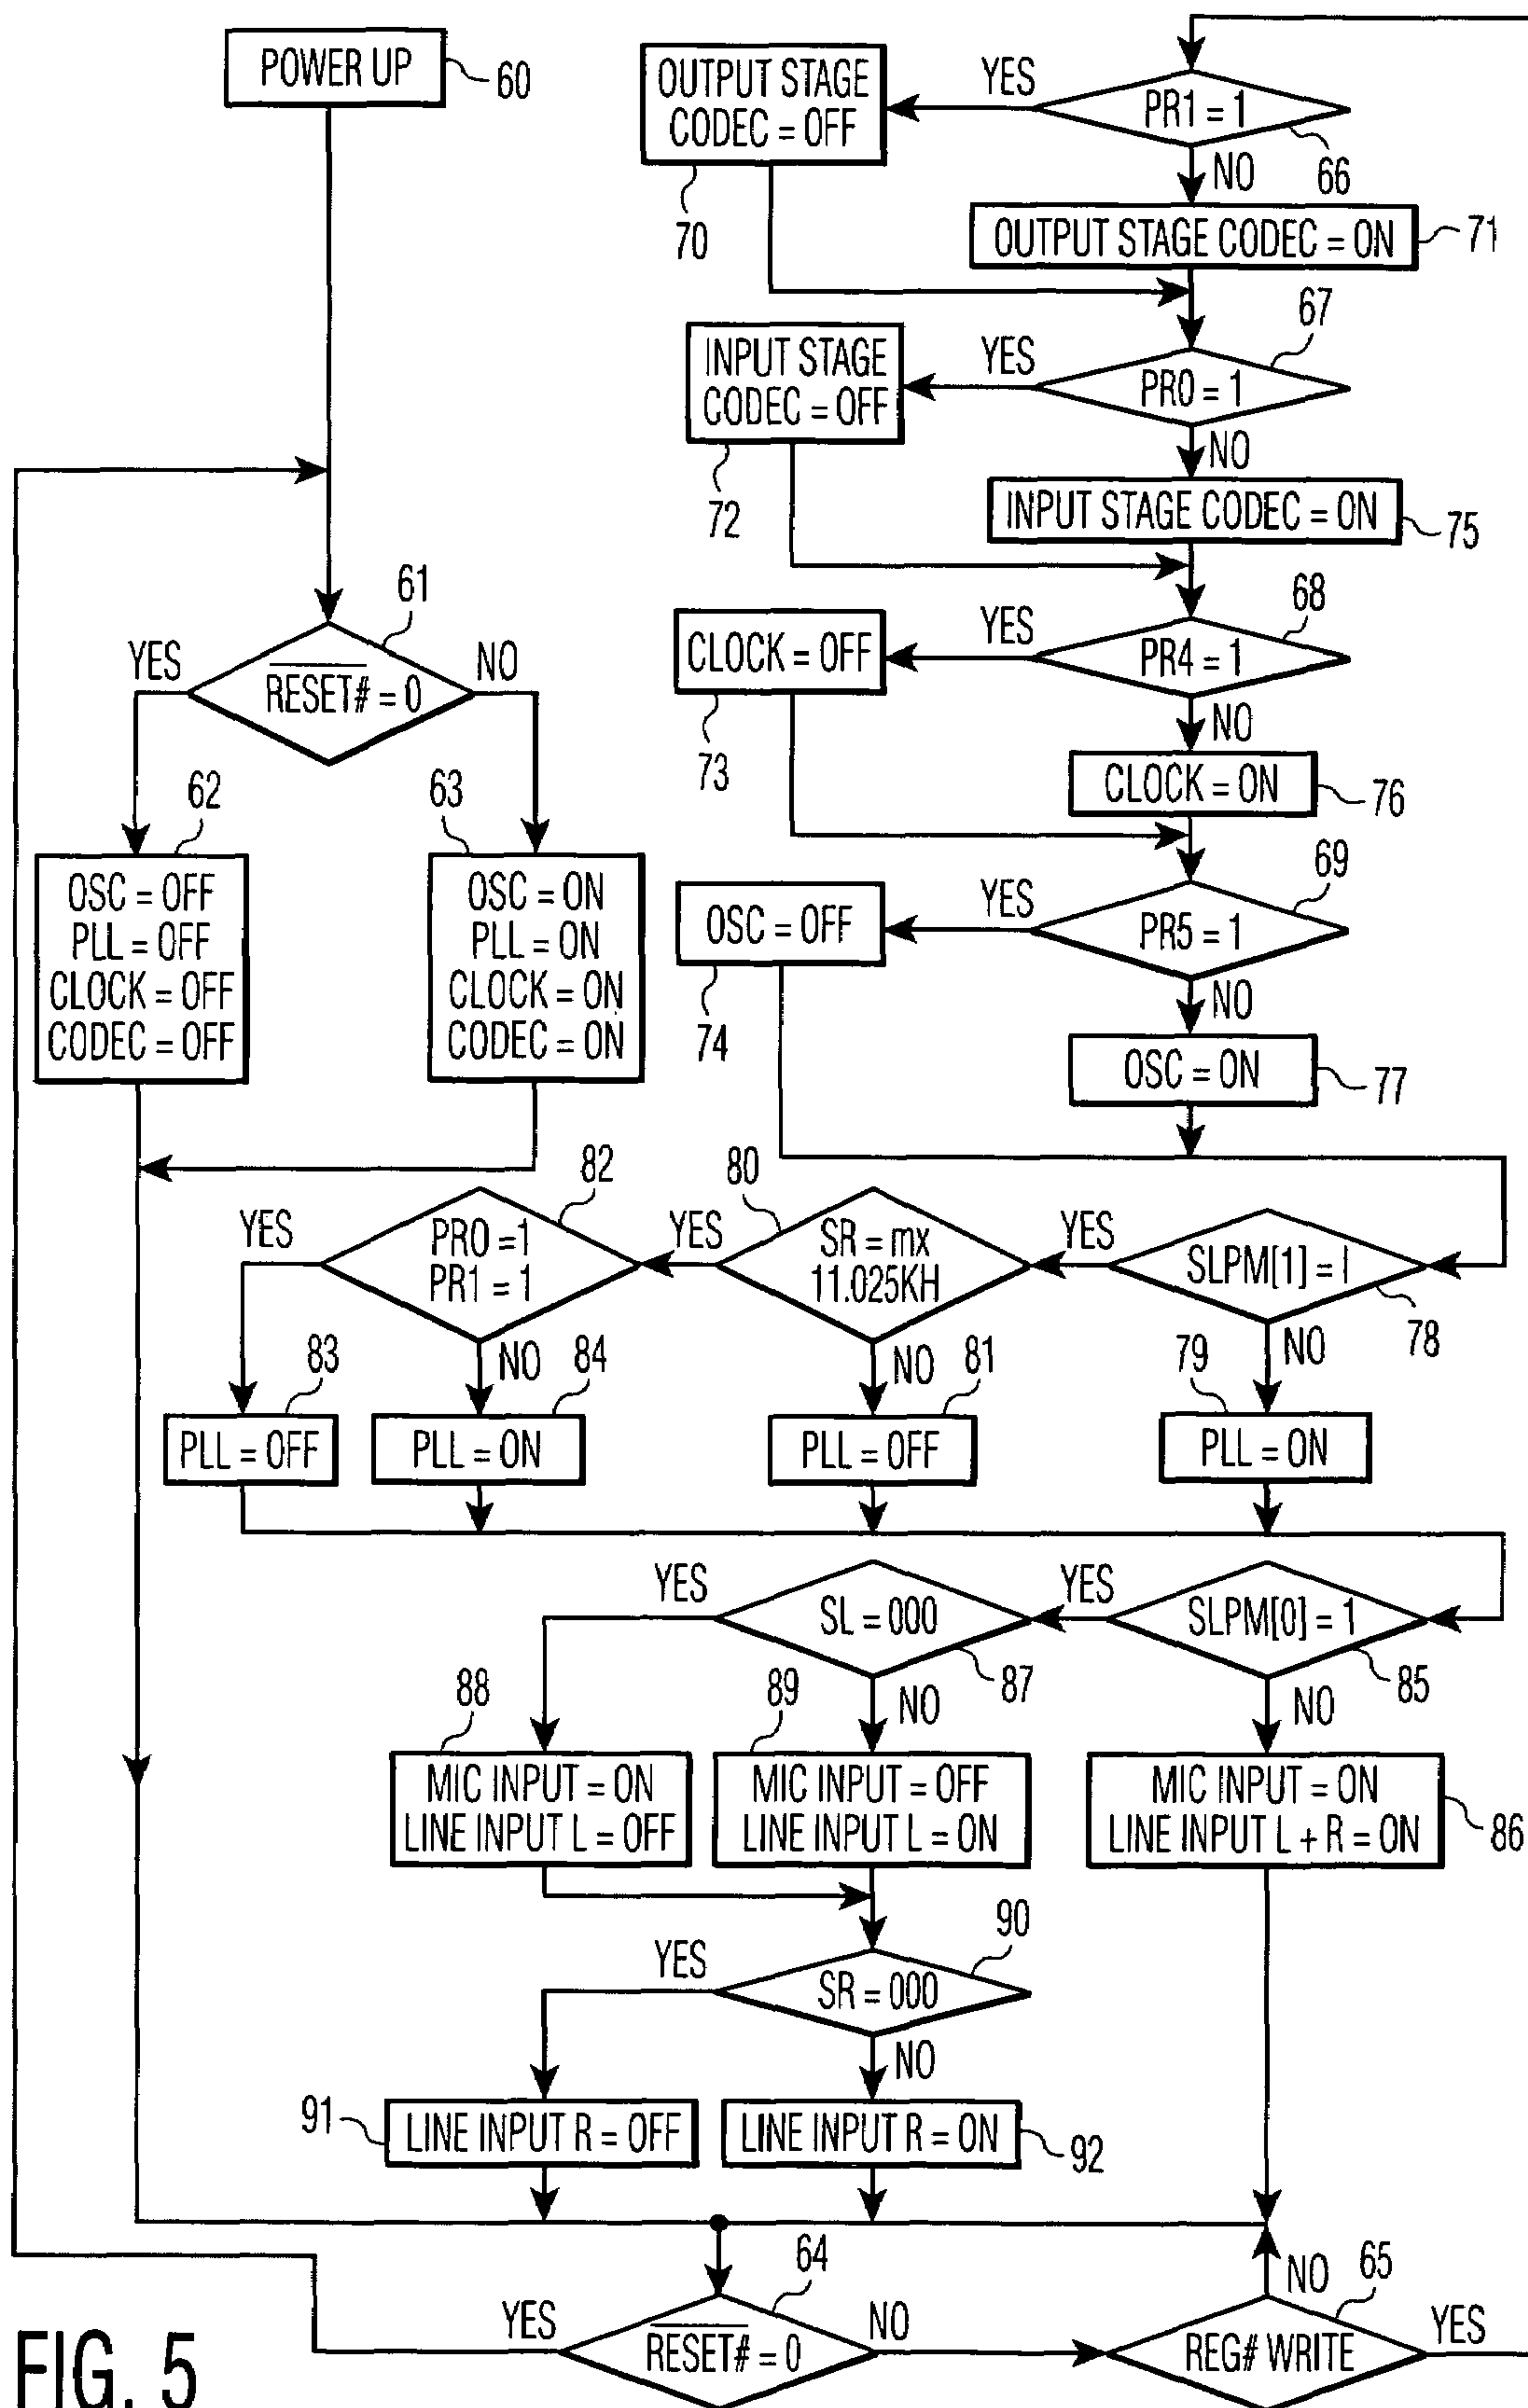 POWER UP
60
RESET# = 0
61
YES
NO
62
OSC = OFF
PLL = OFF
CLOCK = OFF
CODEC = OFF
63
OSC = ON
PLL = ON
CLOCK = ON
CODEC = ON
PR1 = 1
66
YES
NO
OUTPUT STAGE
CODEC = OFF
70
OUTPUT STAGE CODEC = ON
71
PR0 = 1
67
YES
NO
INPUT STAGE
CODEC = OFF
72
INPUT STAGE CODEC = ON
75
PR4 = 1
68
YES
NO
CLOCK = OFF
73
CLOCK = ON
76
PR5 = 1
69
YES
NO
OSC = OFF
74
OSC = ON
77
SLPM[1] = I
78
YES
NO
79
PLL = ON
80
SR = mx
11.025KH
YES
NO
81
PLL = OFF
82
PR0 =1
PR1 = 1
YES
NO
83
PLL = OFF
84
PLL = ON
SLPM[0] = 1
85
YES
NO
MIC INPUT = ON
LINE INPUT L + R = ON
86
SL = 000
87
YES
NO
88
MIC INPUT = ON
LINE INPUT L = OFF
89
MIC INPUT = OFF
LINE INPUT L = ON
90
SR = 000
YES
NO
91
LINE INPUT R = OFF
LINE INPUT R = ON
92
64
RESET# = 0
YES
NO
65
REG# WRITE
NO
YES
FIG. 5